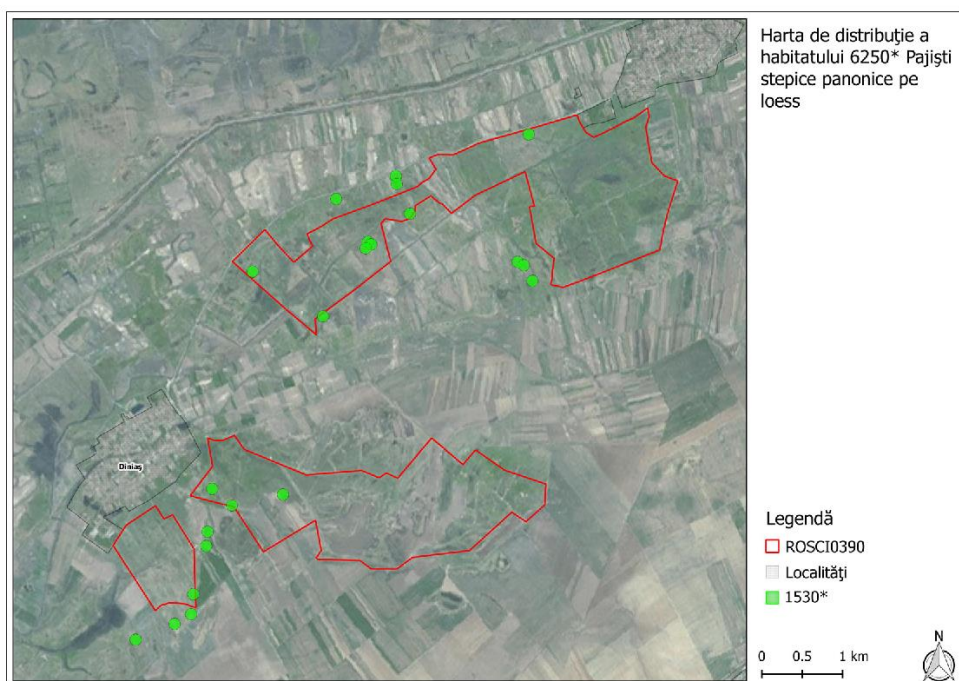 Harta de distribuţie a
habitatului 6250* Pajişti
stepice panonice pe
loess
Diniaş
Legendă
ROSCI0390
Localităţi
1530*
0 0.5 1 km
N